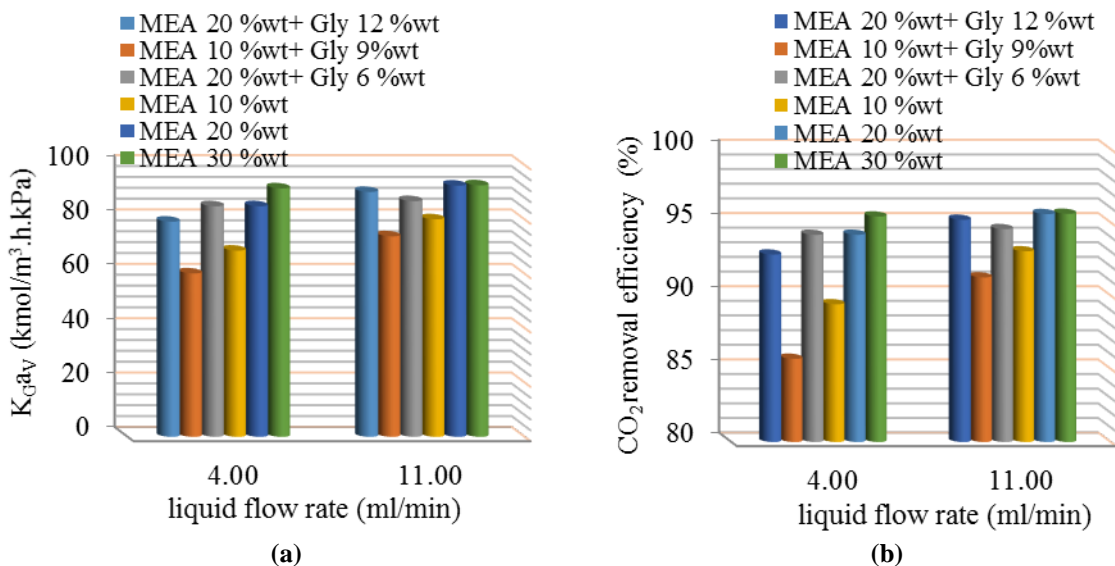 MEA 20 %wt+ Gly 12 %wt
MEA 10 %wt+ Gly 9%wt
MEA 20 %wt+ Gly 6 %wt
MEA 10 %wt
MEA 20 %wt
MEA 30 %wt
100
80
60
40
20
0
KGaV (kmol/m³.h.kPa)
4.00 11.00
liquid flow rate (ml/min)
(a)
MEA 20 %wt+ Gly 12 %wt
MEA 10 %wt+ Gly 9%wt
MEA 20 %wt+ Gly 6 %wt
MEA 10 %wt
MEA 20 %wt
MEA 30 %wt
100
95
90
85
80
CO₂ removal efficiency (%)
4.00 11.00
liquid flow rate (ml/min)
(b)